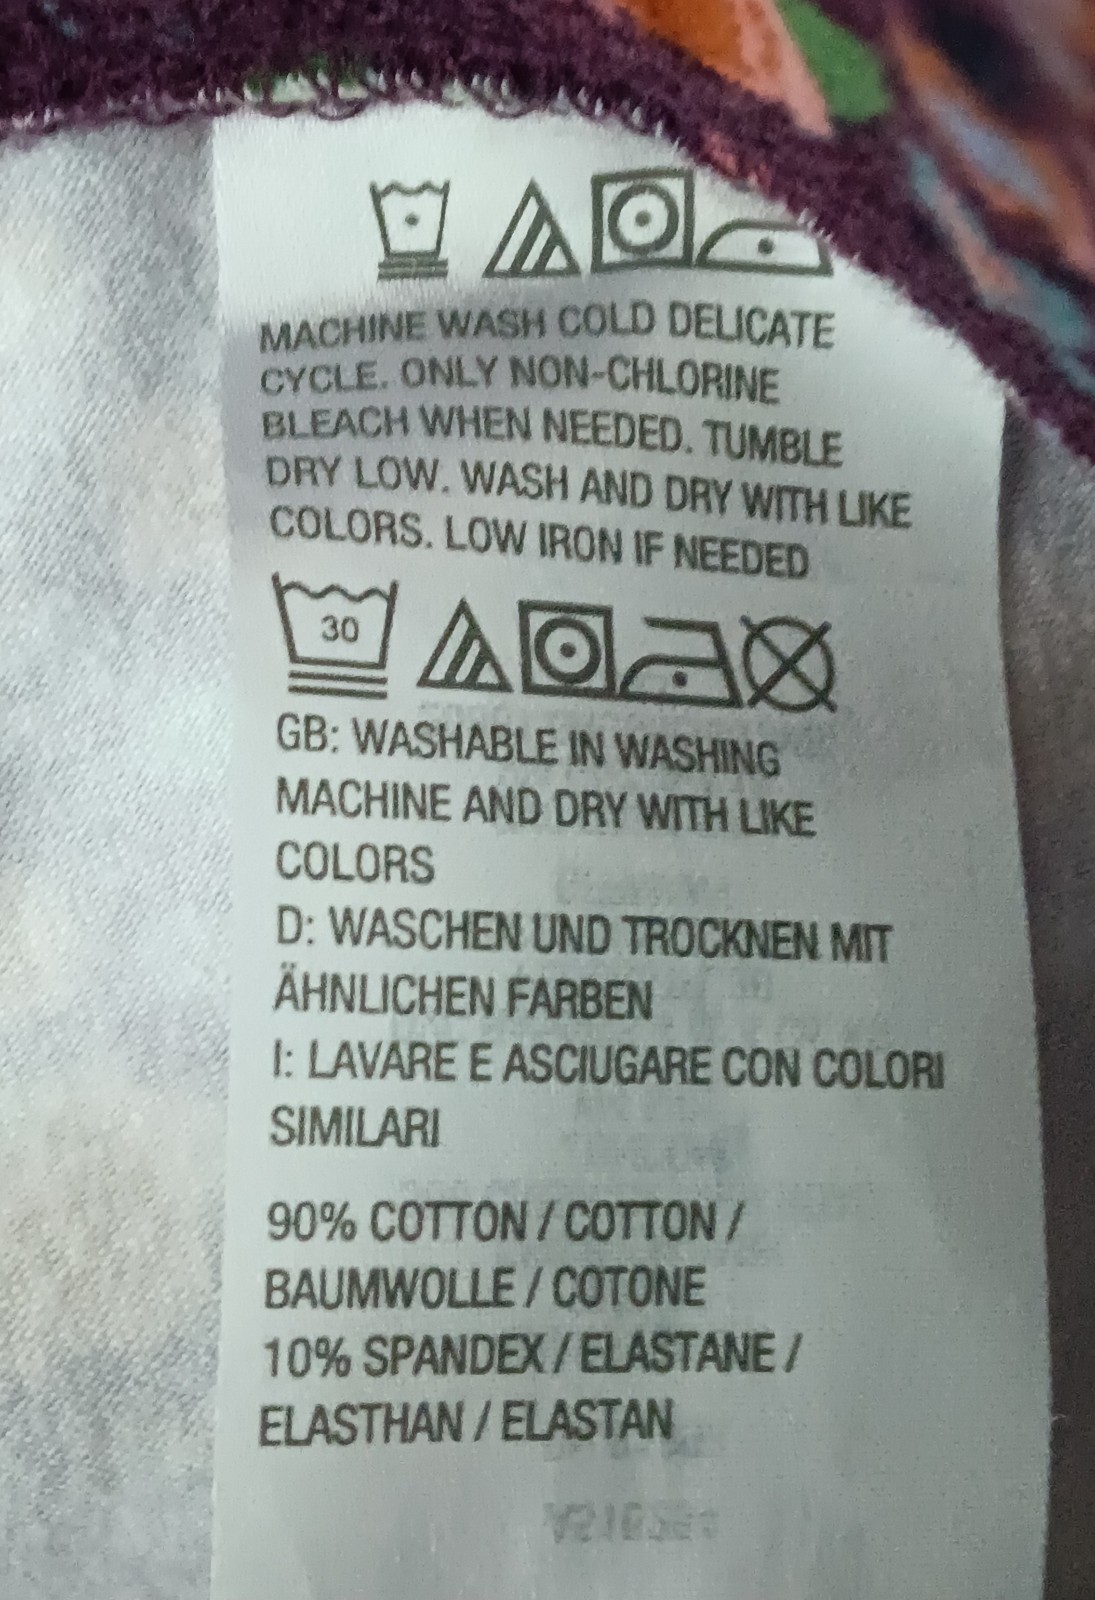 MACHINE WASH COLD DELICATE
CYCLE. ONLY NON-CHLORINE
BLEACH WHEN NEEDED. TUMBLE
DRY LOW. WASH AND DRY WITH LIKE
COLORS. LOW IRON IF NEEDED
30
GB: WASHABLE IN WASHING
MACHINE AND DRY WITH LIKE
COLORS
D: WASCHEN UND TROCKNEN MIT
ÄHNLICHEN FARBEN
I: LAVARE E ASCIUGARE CON COLORI
SIMILARI
90% COTTON / COTTON /
BAUMWOLLE / COTONE
10% SPANDEX / ELASTANE /
ELASTHAN / ELASTAN